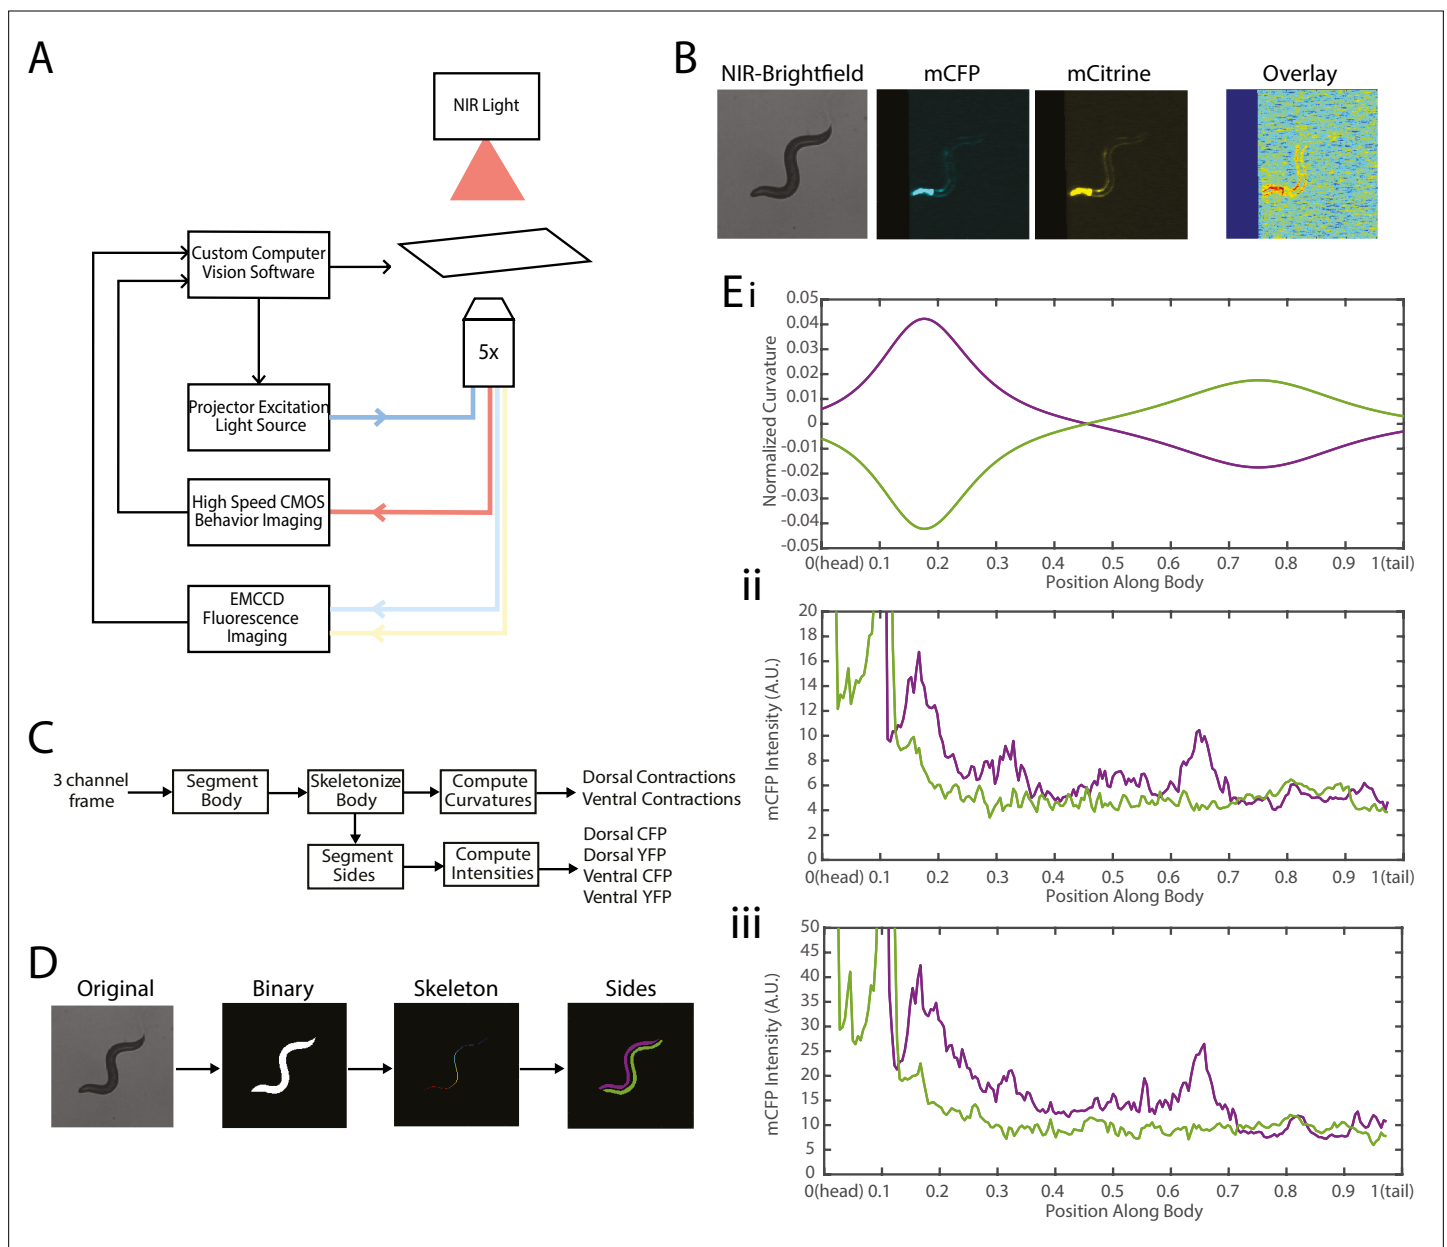 A
NIR Light
Custom Computer
Vision Software
5x
Projector Excitation
Light Source
High Speed CMOS
Behavior Imaging
EMCCD
Fluorescence
Imaging
B
NIR-Brightfield
mCFP
mCitrine
Overlay
C
3 channel
frame
Segment
Body
Skeletonize
Body
Compute
Curvatures
Dorsal Contractions
Ventral Contractions
Segment
Sides
Compute
Intensities
Dorsal CFP
Dorsal YFP
Ventral CFP
Ventral YFP
D
Original
Binary
Skeleton
Sides
E i
Normalized Curvature
0.05
0.04
0.03
0.02
0.01
0
-0.01
-0.02
-0.03
-0.04
-0.05
0(head) 0.1 0.2 0.3 0.4 0.5 0.6 0.7 0.8 0.9 1(tail)
Position Along Body
ii
mCFP Intensity (A.U.)
20
18
16
14
12
10
8
6
4
2
0
0(head) 0.1 0.2 0.3 0.4 0.5 0.6 0.7 0.8 0.9 1(tail)
Position Along Body
iii
mCFP Intensity (A.U.)
50
45
40
35
30
25
20
15
10
5
0
0(head) 0.1 0.2 0.3 0.4 0.5 0.6 0.7 0.8 0.9 1(tail)
Position Along Body